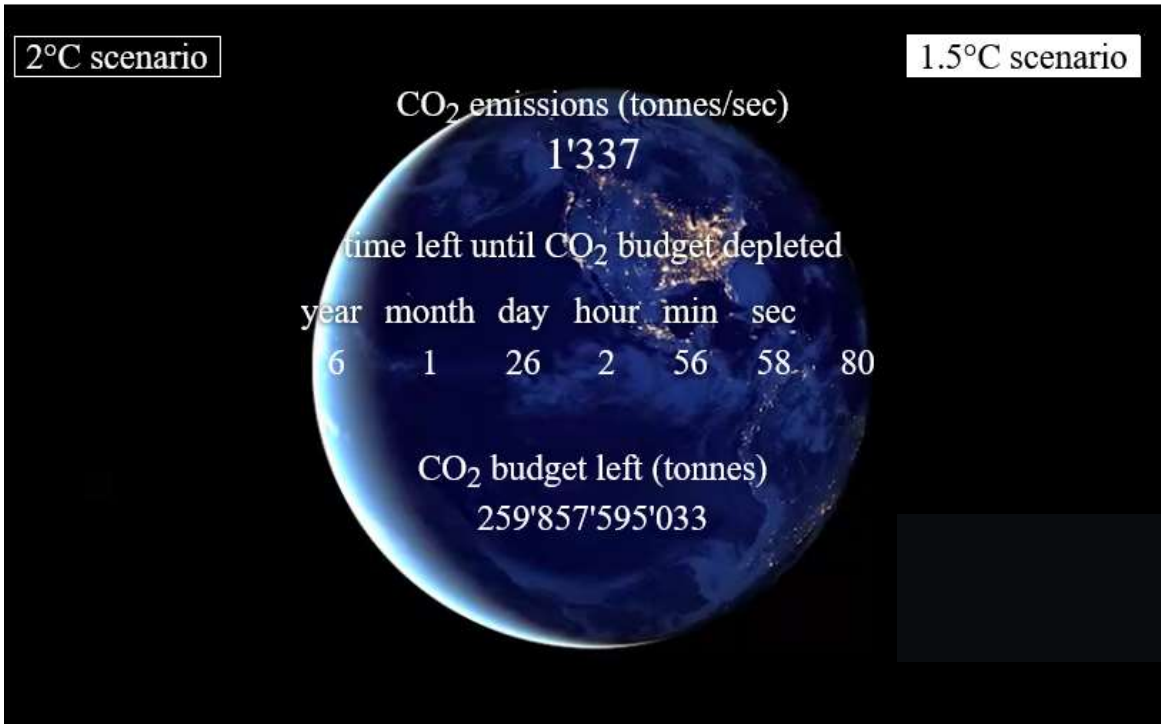 2°C scenario
1.5°C scenario
CO₂ emissions (tonnes/sec)
1'337
time left until CO₂ budget depleted
year month day hour min sec
6 1 26 2 56 58 80
CO₂ budget left (tonnes)
259'857'595'033